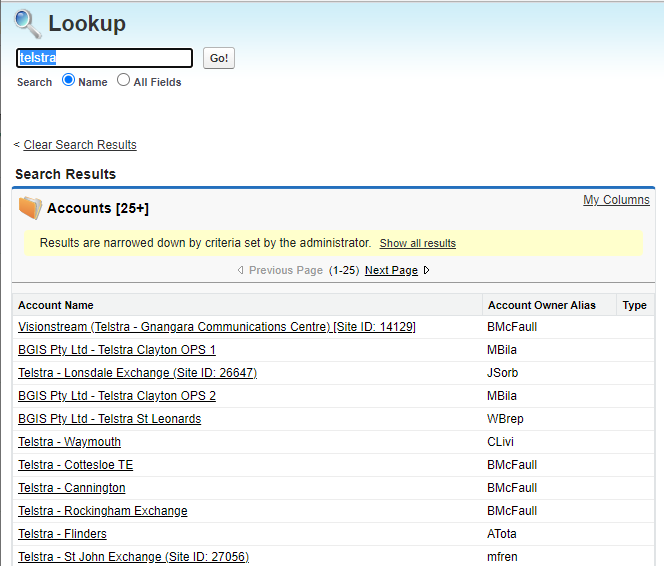 Lookup
telstra
Go!
Search Name All Fields
< Clear Search Results
Search Results
Accounts [25+]
My Columns
Results are narrowed down by criteria set by the administrator. Show all results
Previous Page (1-25) Next Page
Account Name Account Owner Alias Type
Visionstream (Telstra - Gnangara Communications Centre) [Site ID: 14129] BMcFaull
BGIS Pty Ltd - Telstra Clayton OPS 1 MBila
Telstra - Lonsdale Exchange (Site ID: 26647) JSorb
BGIS Pty Ltd - Telstra Clayton OPS 2 MBila
BGIS Pty Ltd - Telstra St Leonards WBrep
Telstra - Waymouth CLivi
Telstra - Cottesloe TE BMcFaull
Telstra - Cannington BMcFaull
Telstra - Rockingham Exchange BMcFaull
Telstra - Flinders ATota
Telstra - St John Exchange (Site ID: 27056) mfren